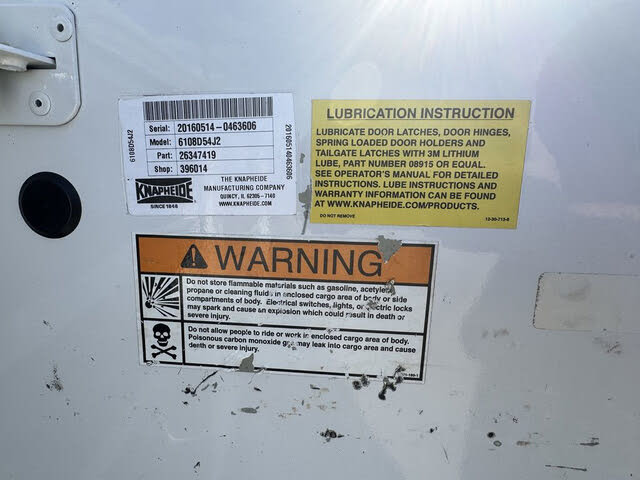 6108D54J2
Serial: 20160514-0463606
Model: 6108D54J2
Part: 26347419
Shop: 396014
201605140463606
KNAPHEIDE
SINCE 1848
THE KNAPHEIDE
MANUFACTURING COMPANY
QUINCY, IL 62305 - 7140
WWW.KNAPHEIDE.COM
LUBRICATION INSTRUCTION
LUBRICATE DOOR LATCHES, DOOR HINGES,
SPRING LOADED DOOR HOLDERS AND
TAILGATE LATCHES WITH 3M LITHIUM
LUBE, PART NUMBER 08915 OR EQUAL.
SEE OPERATOR'S MANUAL FOR DETAILED
INSTRUCTIONS. LUBE INSTRUCTIONS AND
WARRANTY INFORMATION CAN BE FOUND
AT WWW.KNAPHEIDE.COM/PRODUCTS.
DO NOT REMOVE
WARNING
Do not store flammable materials such as gasoline, acetylene,
propane or cleaning fluids in enclosed cargo area of body or side
compartments of body. Electrical switches, lights, or electric locks
may spark and cause an explosion which could result in death or
severe injury.
Do not allow people to ride or work in enclosed cargo area of body.
Poisonous carbon monoxide gas may leak into cargo area and cause
death or severe injury.